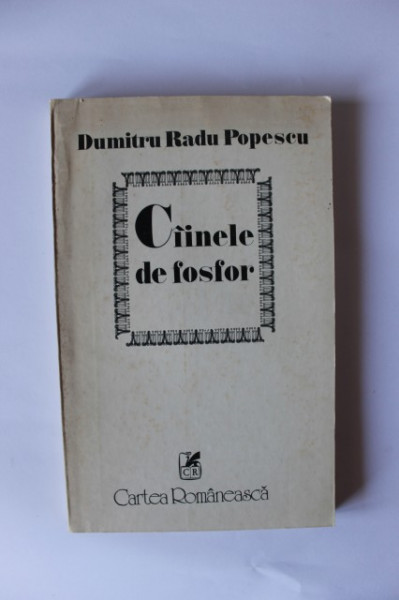 Dumitru Radu Popescu
Cîinele
de fosfor
CR
Cartea Românească